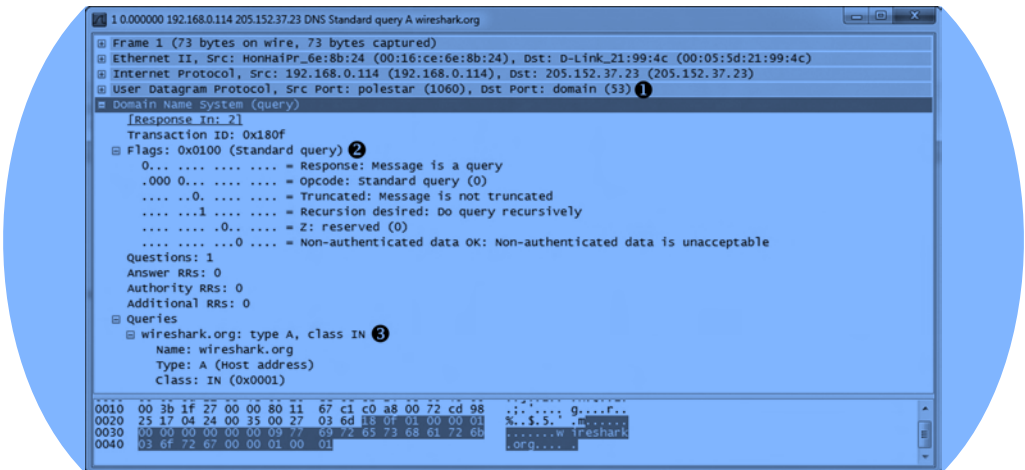 1 0.000000 192.168.0.114 205.152.37.23 DNS Standard query A wireshark.org
Frame 1 (73 bytes on wire, 73 bytes captured)
Ethernet II, Src: HonHaiPr_6e:8b:24 (00:16:ce:6e:8b:24), Dst: D-Link_21:99:4c (00:05:5d:21:99:4c)
Internet Protocol, Src: 192.168.0.114 (192.168.0.114), Dst: 205.152.37.23 (205.152.37.23)
User Datagram Protocol, Src Port: polestar (1060), Dst Port: domain (53) ❶
Domain Name System (query)
[Response In: 2]
Transaction ID: 0x180f
Flags: 0x0100 (Standard query) ❷
0... .... .... .... = Response: Message is a query
.000 0... .... .... = Opcode: Standard query (0)
.... ..0. .... .... = Truncated: Message is not truncated
.... ...1 .... .... = Recursion desired: Do query recursively
.... .... .0.. .... = Z: reserved (0)
.... .... ...0 .... = Non-authenticated data OK: Non-authenticated data is unacceptable
Questions: 1
Answer RRs: 0
Authority RRs: 0
Additional RRs: 0
Queries
wireshark.org: type A, class IN ❸
Name: wireshark.org
Type: A (Host address)
Class: IN (0x0001)
0010 00 3b 1f 27 00 00 80 11 67 c1 c0 a8 00 72 cd 98 .;.'.... g....r..
0020 25 17 04 24 00 35 00 27 03 6d 18 0f 01 00 00 01 %..$.5.' .m......
0030 00 00 00 00 00 00 09 77 69 72 65 73 68 61 72 6b .......w ireshark
0040 03 6f 72 67 00 00 01 00 01 .org.... .